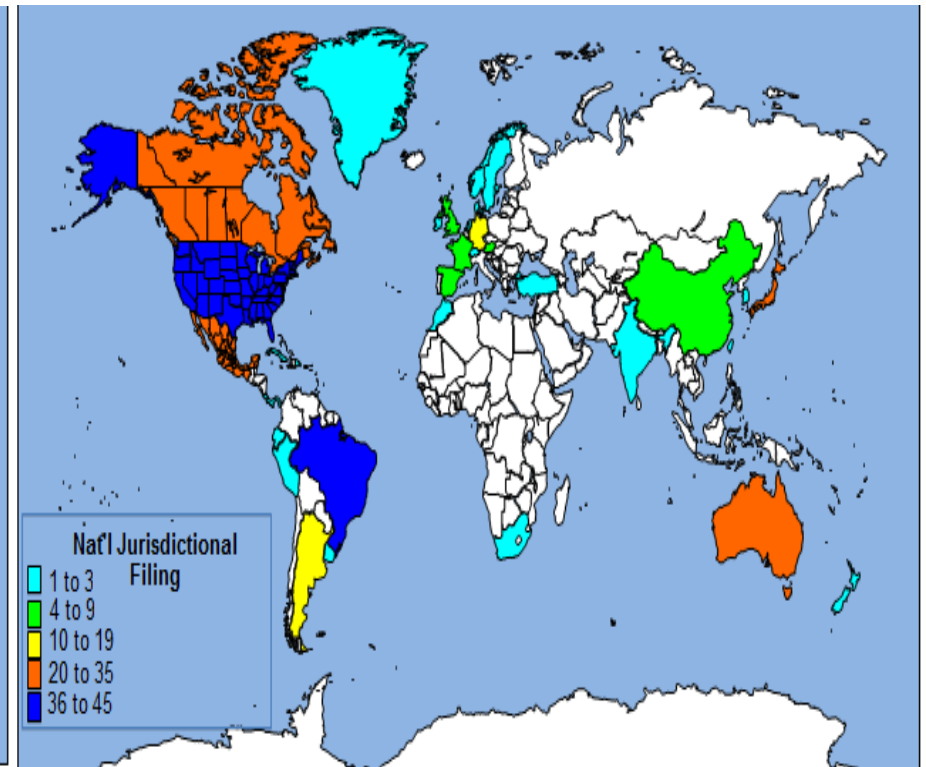 Nat'l Jurisdictional
Filing
1 to 3
4 to 9
10 to 19
20 to 35
36 to 45